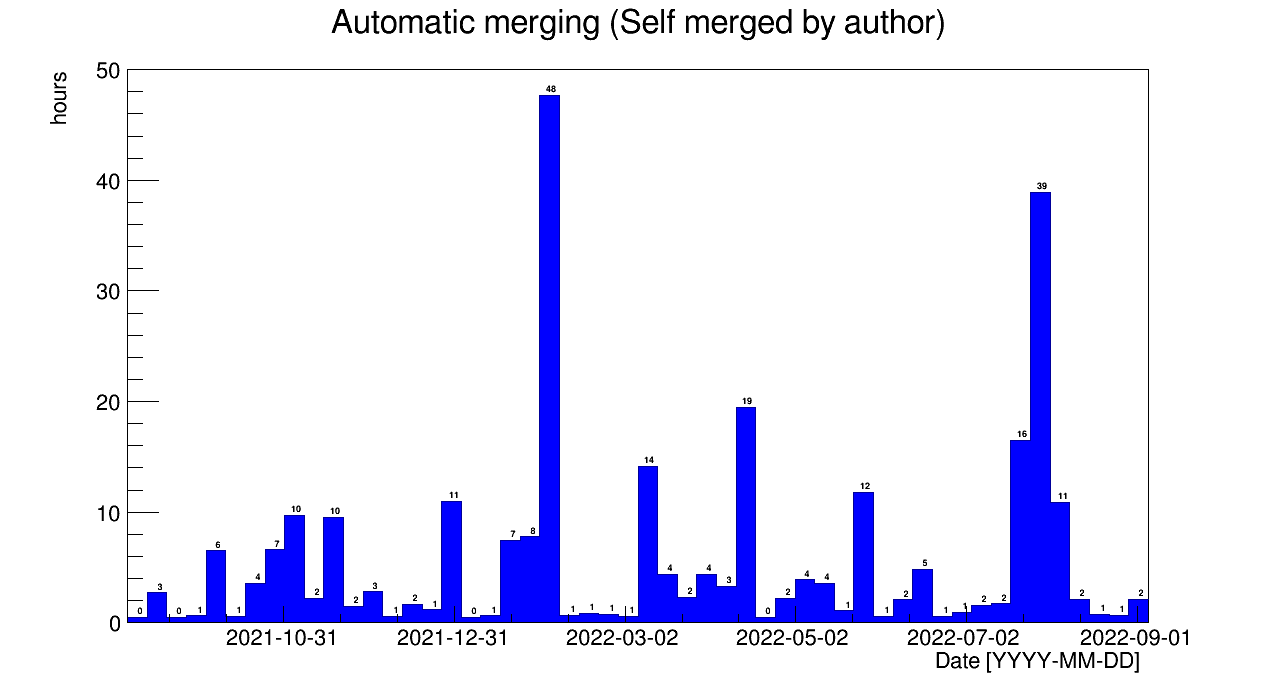 Automatic merging (Self merged by author)
hours
50
40
30
20
10
0
0 3 0 1 6 1 4 7 10 2 10 2 3 1 2 1 11 0 1 7 8 48 1 1 1 1 14 4 2 4 3 19 0 2 4 4 1 12 1 2 5 1 1 2 2 16 39 11 2 1 1 2
2021-10-31 2021-12-31 2022-03-02 2022-05-02 2022-07-02 2022-09-01
Date [YYYY-MM-DD]